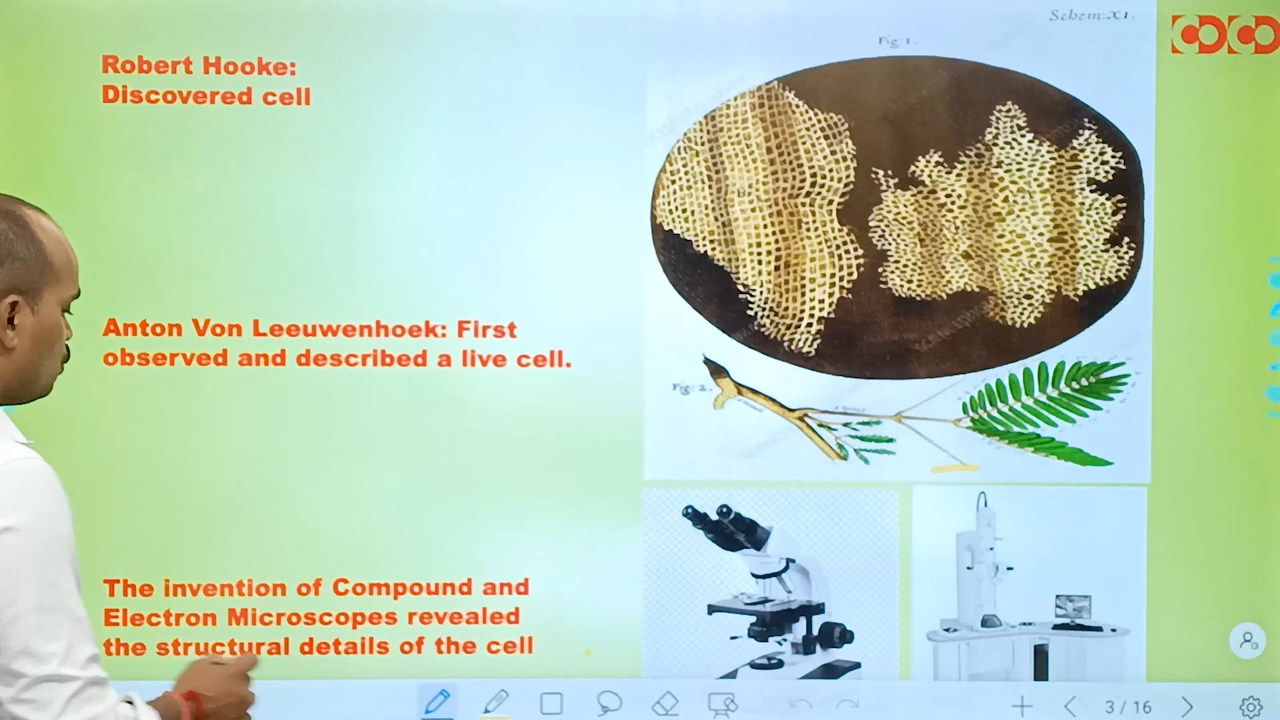 Robert Hooke:
Discovered cell
Anton Von Leeuwenhoek: First
observed and described a live cell.
The invention of Compound and
Electron Microscopes revealed
the structural details of the cell
Schem:XI.
Fig: 1.
Fig: 2.
3 / 16